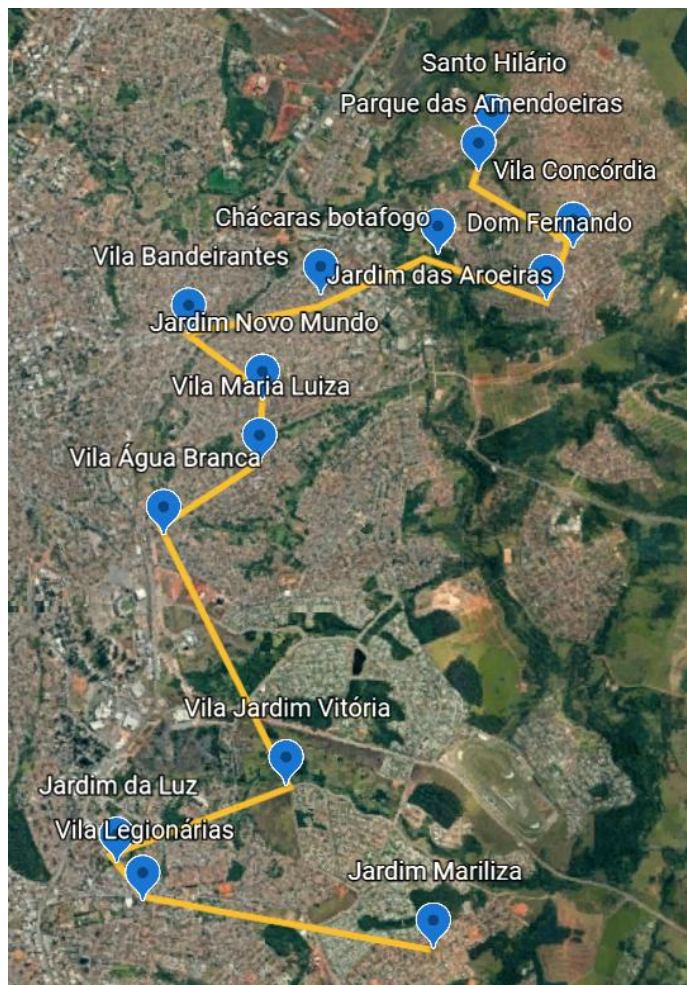 Santo Hilário
Parque das Amendoeiras
Vila Concórdia
Chácaras botafogo
Dom Fernando
Vila Bandeirantes
Jardim das Aroeiras
Jardim Novo Mundo
Vila Maria Luiza
Vila Água Branca
Vila Jardim Vitória
Jardim da Luz
Vila Legionárias
Jardim Mariliza